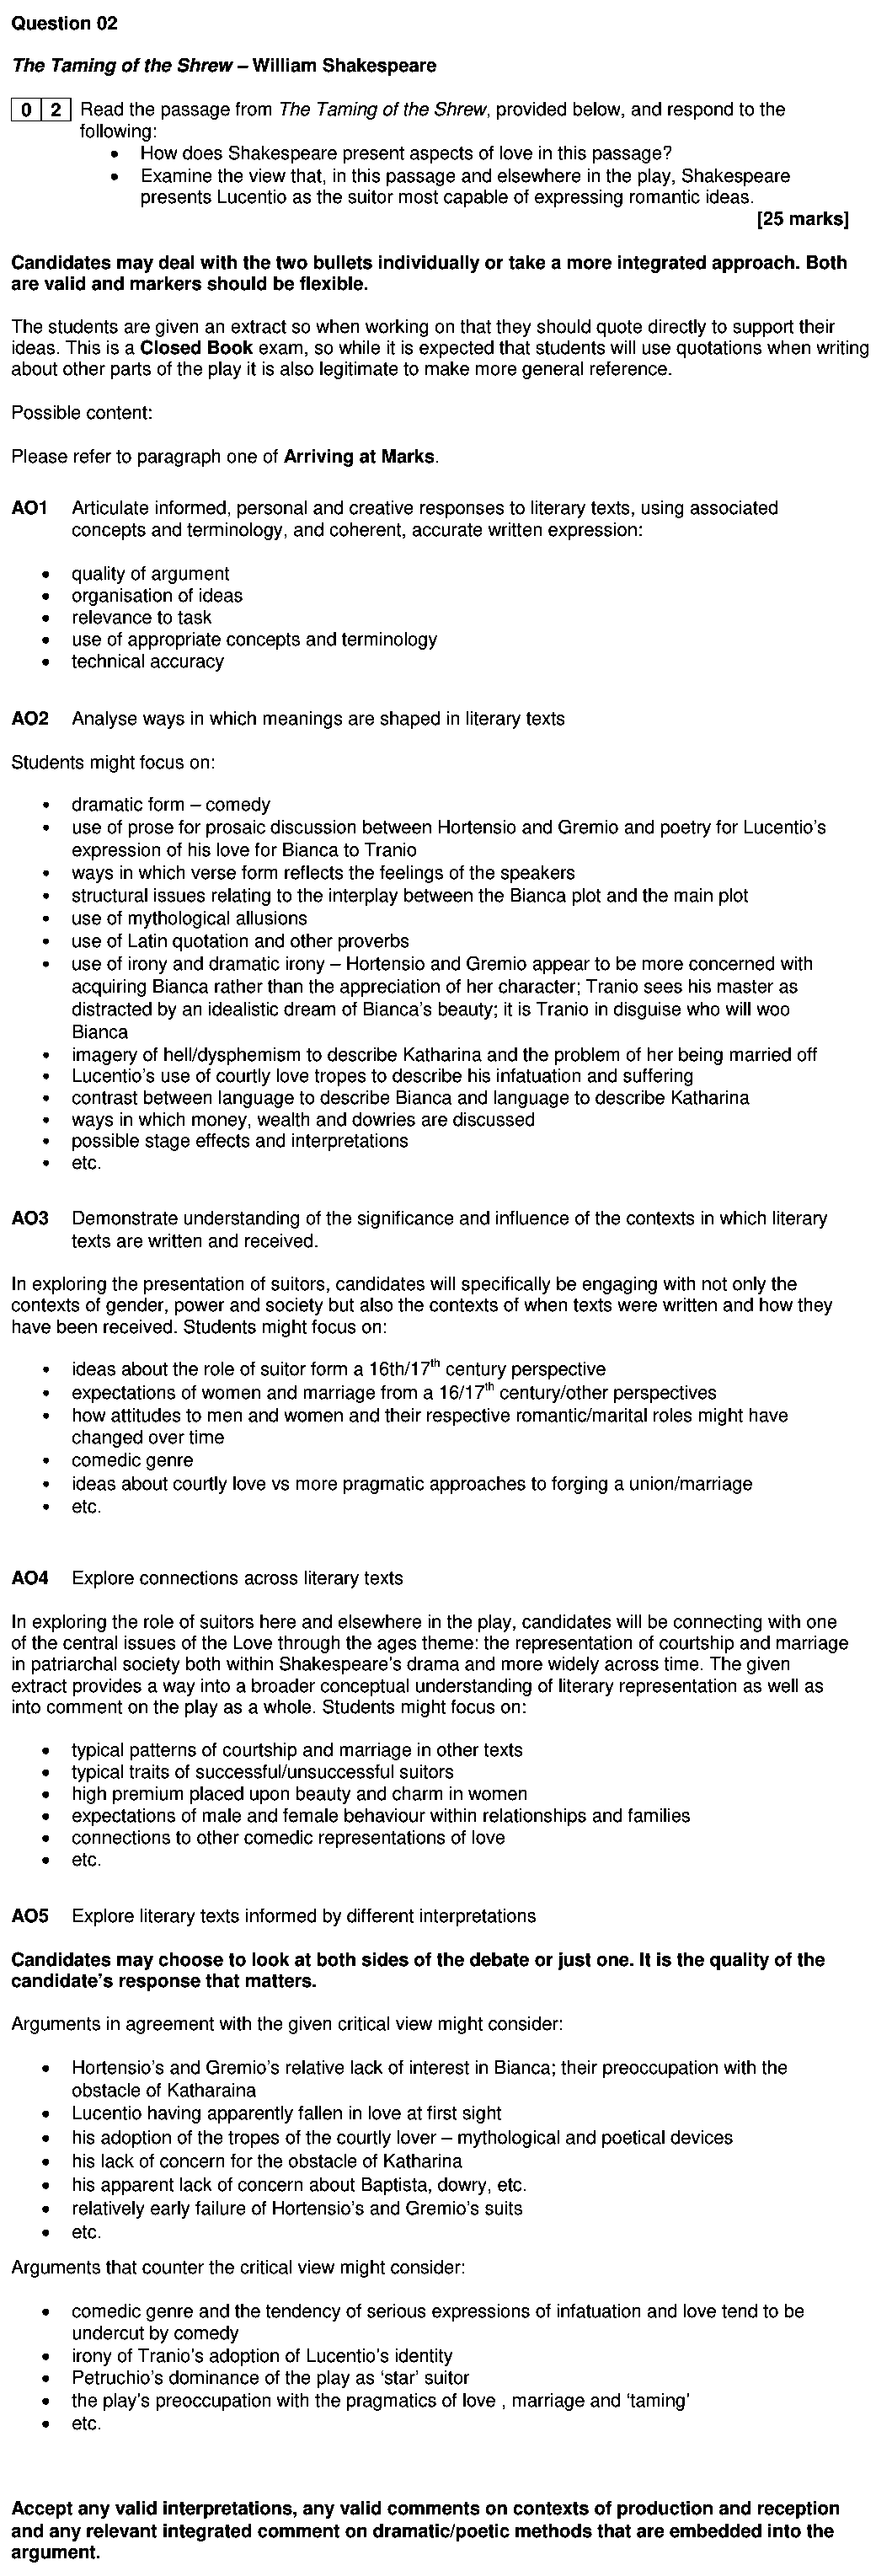 Question 02
The Taming of the Shrew – William Shakespeare
0 2 Read the passage from The Taming of the Shrew, provided below, and respond to the
following:
• How does Shakespeare present aspects of love in this passage?
• Examine the view that, in this passage and elsewhere in the play, Shakespeare
presents Lucentio as the suitor most capable of expressing romantic ideas.
[25 marks]
Candidates may deal with the two bullets individually or take a more integrated approach. Both
are valid and markers should be flexible.
The students are given an extract so when working on that they should quote directly to support their
ideas. This is a Closed Book exam, so while it is expected that students will use quotations when writing
about other parts of the play it is also legitimate to make more general reference.
Possible content:
Please refer to paragraph one of Arriving at Marks.
AO1 Articulate informed, personal and creative responses to literary texts, using associated
concepts and terminology, and coherent, accurate written expression:
• quality of argument
• organisation of ideas
• relevance to task
• use of appropriate concepts and terminology
• technical accuracy
AO2 Analyse ways in which meanings are shaped in literary texts
Students might focus on:
• dramatic form – comedy
• use of prose for prosaic discussion between Hortensio and Gremio and poetry for Lucentio's
expression of his love for Bianca to Tranio
• ways in which verse form reflects the feelings of the speakers
• structural issues relating to the interplay between the Bianca plot and the main plot
• use of mythological allusions
• use of Latin quotation and other proverbs
• use of irony and dramatic irony – Hortensio and Gremio appear to be more concerned with
acquiring Bianca rather than the appreciation of her character; Tranio sees his master as
distracted by an idealistic dream of Bianca's beauty; it is Tranio in disguise who will woo
Bianca
• imagery of hell/dysphemism to describe Katharina and the problem of her being married off
• Lucentio's use of courtly love tropes to describe his infatuation and suffering
• contrast between language to describe Bianca and language to describe Katharina
• ways in which money, wealth and dowries are discussed
• possible stage effects and interpretations
• etc.
AO3 Demonstrate understanding of the significance and influence of the contexts in which literary
texts are written and received.
In exploring the presentation of suitors, candidates will specifically be engaging with not only the
contexts of gender, power and society but also the contexts of when texts were written and how they
have been received. Students might focus on:
• ideas about the role of suitor form a 16th/17th century perspective
• expectations of women and marriage from a 16/17th century/other perspectives
• how attitudes to men and women and their respective romantic/marital roles might have
changed over time
• comedic genre
• ideas about courtly love vs more pragmatic approaches to forging a union/marriage
• etc.
AO4 Explore connections across literary texts
In exploring the role of suitors here and elsewhere in the play, candidates will be connecting with one
of the central issues of the Love through the ages theme: the representation of courtship and marriage
in patriarchal society both within Shakespeare's drama and more widely across time. The given
extract provides a way into a broader conceptual understanding of literary representation as well as
into comment on the play as a whole. Students might focus on:
• typical patterns of courtship and marriage in other texts
• typical traits of successful/unsuccessful suitors
• high premium placed upon beauty and charm in women
• expectations of male and female behaviour within relationships and families
• connections to other comedic representations of love
• etc.
AO5 Explore literary texts informed by different interpretations
Candidates may choose to look at both sides of the debate or just one. It is the quality of the
candidate's response that matters.
Arguments in agreement with the given critical view might consider:
• Hortensio's and Gremio's relative lack of interest in Bianca; their preoccupation with the
obstacle of Katharaina
• Lucentio having apparently fallen in love at first sight
• his adoption of the tropes of the courtly lover – mythological and poetical devices
• his lack of concern for the obstacle of Katharina
• his apparent lack of concern about Baptista, dowry, etc.
• relatively early failure of Hortensio's and Gremio's suits
• etc.
Arguments that counter the critical view might consider:
• comedic genre and the tendency of serious expressions of infatuation and love tend to be
undercut by comedy
• irony of Tranio's adoption of Lucentio's identity
• Petruchio's dominance of the play as 'star' suitor
• the play's preoccupation with the pragmatics of love , marriage and 'taming'
• etc.
Accept any valid interpretations, any valid comments on contexts of production and reception
and any relevant integrated comment on dramatic/poetic methods that are embedded into the
argument.